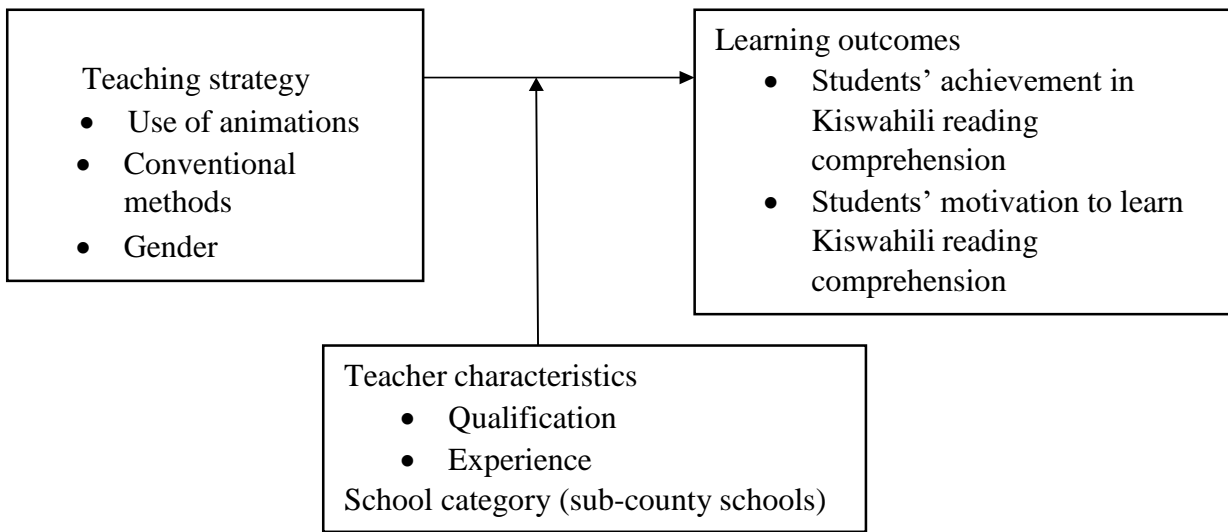 Teaching strategy
• Use of animations
• Conventional
methods
• Gender
Learning outcomes
• Students’ achievement in
Kiswahili reading
comprehension
• Students’ motivation to learn
Kiswahili reading
comprehension
Teacher characteristics
• Qualification
• Experience
School category (sub-county schools)